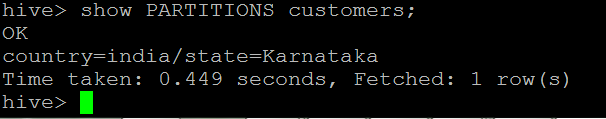 hive> show PARTITIONS customers;
OK
country=india/state=Karnataka
Time taken: 0.449 seconds, Fetched: 1 row(s)
hive>